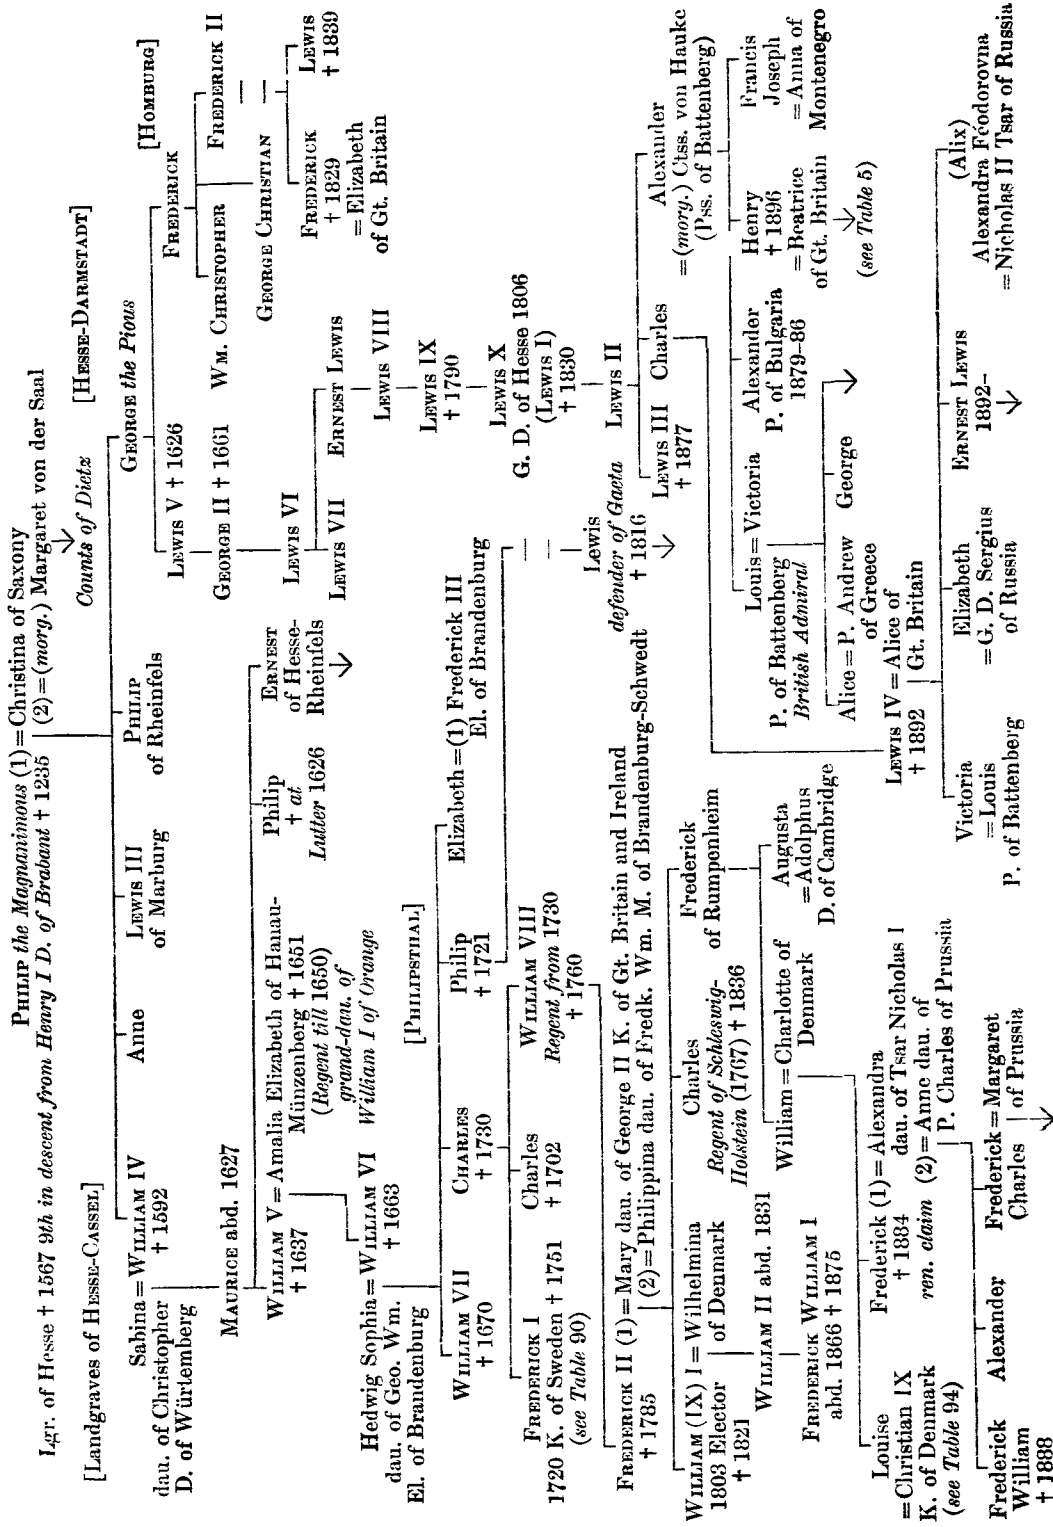 PHILIP the Magnanimous (1)=Christina of Saxony
Lgr. of Hesse † 1567 9th in descent from Henry I D. of Brabant † 1235
(2)=(morg.) Margaret von der Saal
Counts of Dietz
[Landgraves of HESSE-CASSEL]
[HESSE-DARMSTADT]
Sabina=WILLIAM IV
† 1592
dau. of Christopher
D. of Würtemberg
Anne
LEWIS III
of Marburg
PHILIP
of Rheinfels
GEORGE the Pious
[HOMBURG]
MAURICE abd. 1627
LEWIS V † 1626
FREDERICK
WILLIAM V=Amalia Elizabeth of Hanau-
† 1637
Münzenberg † 1651
(Regent till 1650)
grand-dau. of
William I of Orange
Philip
† at
Lutter 1626
ERNEST
of Hesse-
Rheinfels
GEORGE II † 1661
WM. CHRISTOPHER
FREDERICK II
GEORGE CHRISTIAN
Hedwig Sophia=WILLIAM VI
dau. of Geo. Wm.
El. of Brandenburg
† 1663
LEWIS VI
FREDERICK
† 1829
=Elizabeth
of Gt. Britain
LEWIS
† 1839
[PHILIPSTHAL]
LEWIS VII
ERNEST LEWIS
WILLIAM VII
† 1670
CHARLES
† 1730
Philip
† 1721
Elizabeth=(1) Frederick III
El. of Brandenburg
LEWIS VIII
LEWIS IX
† 1790
FREDERICK I
1720 K. of Sweden † 1751
(see Table 90)
Charles
† 1702
WILLIAM VIII
Regent from 1730
† 1760
Lewis
defender of Gaeta
† 1816
LEWIS X
G. D. of Hesse 1806
(LEWIS I)
† 1830
FREDERICK II (1)=Mary dau. of George II K. of Gt. Britain and Ireland
† 1785
(2)=Philippina dau. of Fredk. Wm. M. of Brandenburg-Schwedt
LEWIS II
WILLIAM (IX) I=Wilhelmina
1803 Elector
of Denmark
† 1821
Charles
Regent of Schleswig-
Holstein (1767) † 1836
Frederick
of Rumpenheim
LEWIS III
† 1877
Charles
Alexander
=(morg.) Ctss. von Hauke
(Pss. of Battenberg)
WILLIAM II abd. 1831
William=Charlotte of
Denmark
Augusta
=Adolphus
D. of Cambridge
Louis=Victoria
P. of Battenberg
British Admiral
Alexander
P. of Bulgaria
1879-86
Henry
† 1896
=Beatrice
of Gt. Britain
(see Table 5)
Francis
Joseph
=Anna of
Montenegro
FREDERICK WILLIAM I
abd. 1866 † 1875
Alice=P. Andrew
of Greece
George
Louise
=Christian IX
K. of Denmark
(see Table 94)
Frederick (1)=Alexandra
† 1884
dau. of Tsar Nicholas I
ren. claim (2)=Anne dau. of
P. Charles of Prussia
LEWIS IV=Alice of
† 1892
Gt. Britain
Frederick
William
† 1888
Alexander
Frederick=Margaret
Charles
of Prussia
Victoria
=Louis
P. of Battenberg
Elizabeth
=G. D. Sergius
of Russia
ERNEST LEWIS
1892–
(Alix)
Alexandra Féodorovna
=Nicholas II Tsar of Russia